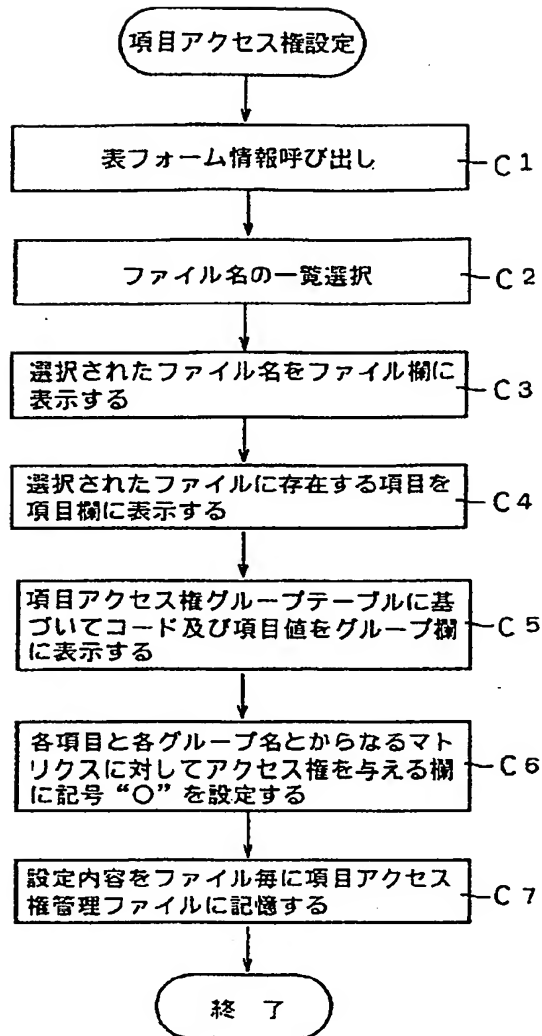 項目アクセス権設定
表フォーム情報呼び出し
C1
ファイル名の一覧選択
C2
選択されたファイル名をファイル欄に
表示する
C3
選択されたファイルに存在する項目を
項目欄に表示する
C4
項目アクセス権グループテーブルに基
づいてコード及び項目値をグループ欄
に表示する
C5
各項目と各グループ名とからなるマト
リクスに対してアクセス権を与える欄
に記号“○”を設定する
C6
設定内容をファイル毎に項目アクセス
権管理ファイルに記憶する
C7
終了